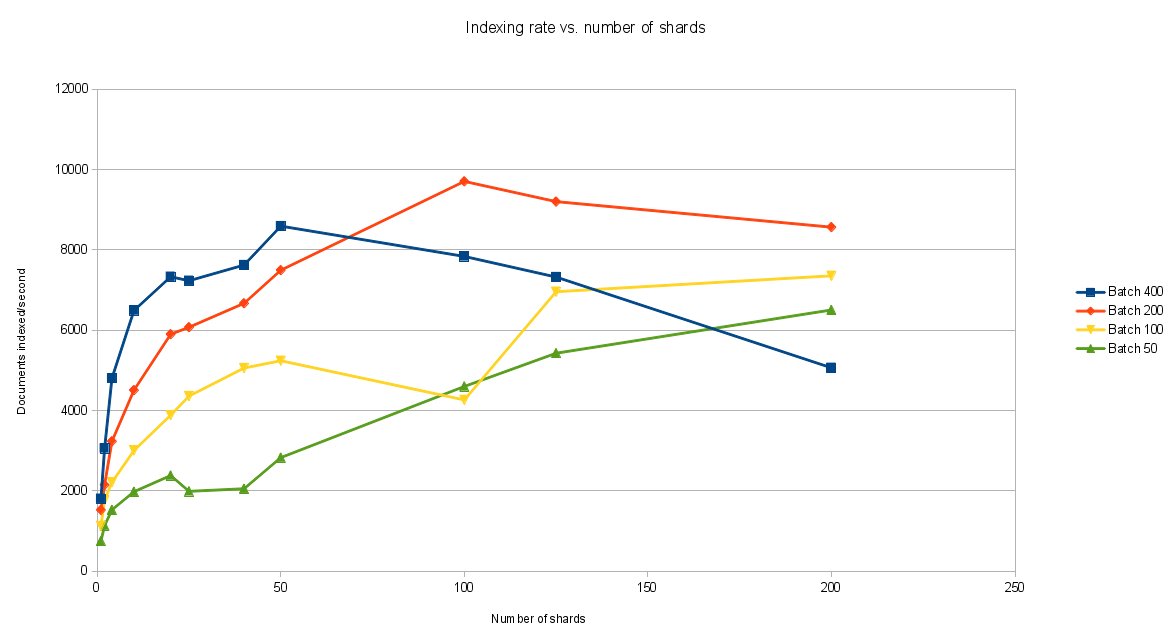 Indexing rate vs. number of shards
12000
10000
8000
6000
4000
2000
0
Documents indexed/second
0 50 100 150 200 250
Number of shards
Batch 400
Batch 200
Batch 100
Batch 50